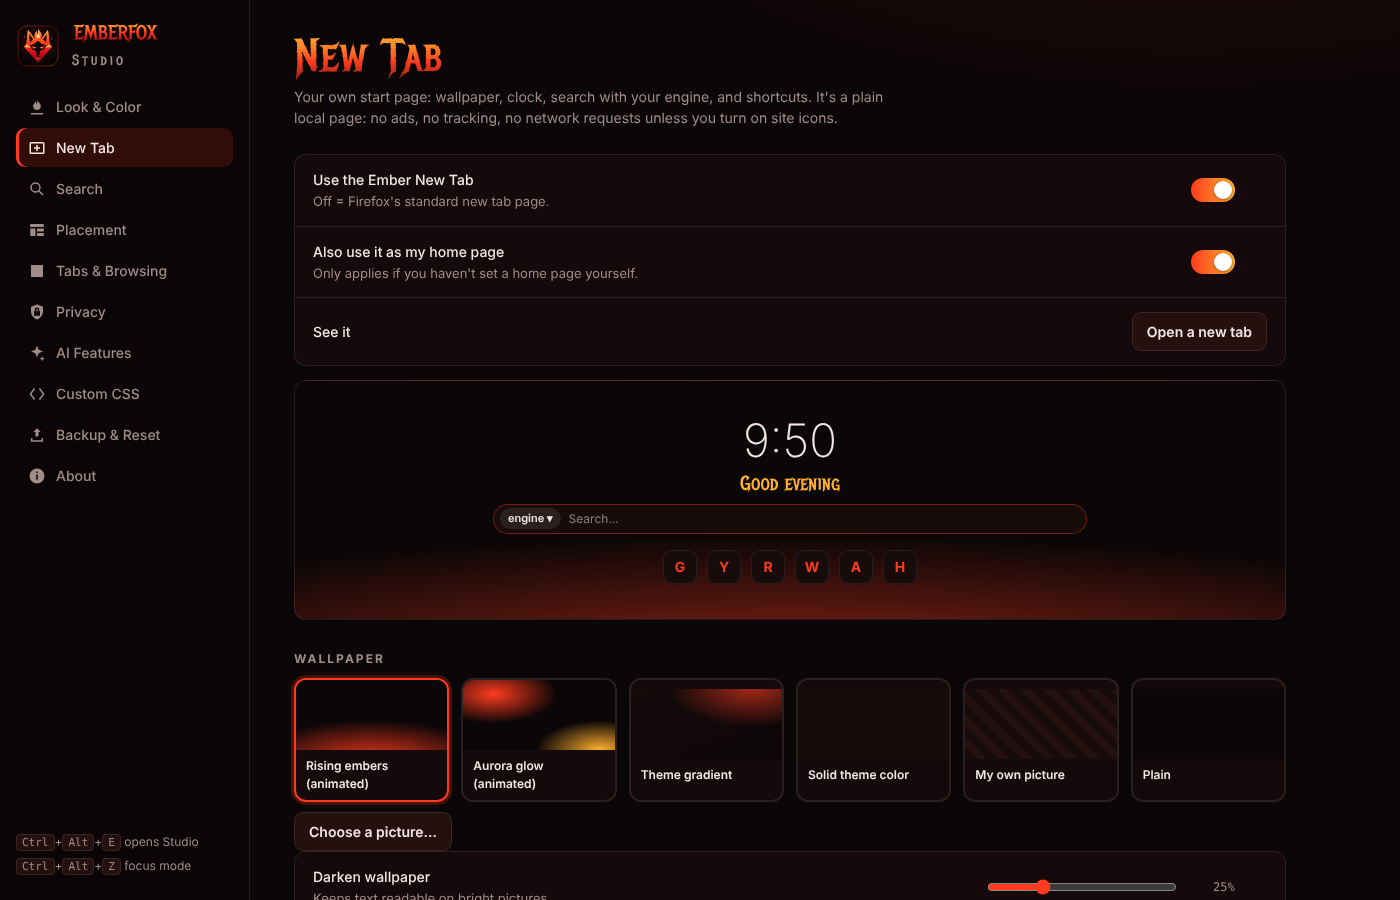 EMBERFOX
STUDIO
Look & Color
New Tab
Search
Placement
Tabs & Browsing
Privacy
AI Features
Custom CSS
Backup & Reset
About
Ctrl+Alt+E opens Studio
Ctrl+Alt+Z focus mode
NEW TAB
Your own start page: wallpaper, clock, search with your engine, and shortcuts. It's a plain
local page: no ads, no tracking, no network requests unless you turn on site icons.
Use the Ember New Tab
Off = Firefox's standard new tab page.
Also use it as my home page
Only applies if you haven't set a home page yourself.
See it
Open a new tab
9:50
GOOD EVENING
engine ▾ Search...
G Y R W A H
WALLPAPER
Rising embers
(animated)
Aurora glow
(animated)
Theme gradient
Solid theme color
My own picture
Plain
Choose a picture...
Darken wallpaper
25%
Keeps text readable on bright pictures.